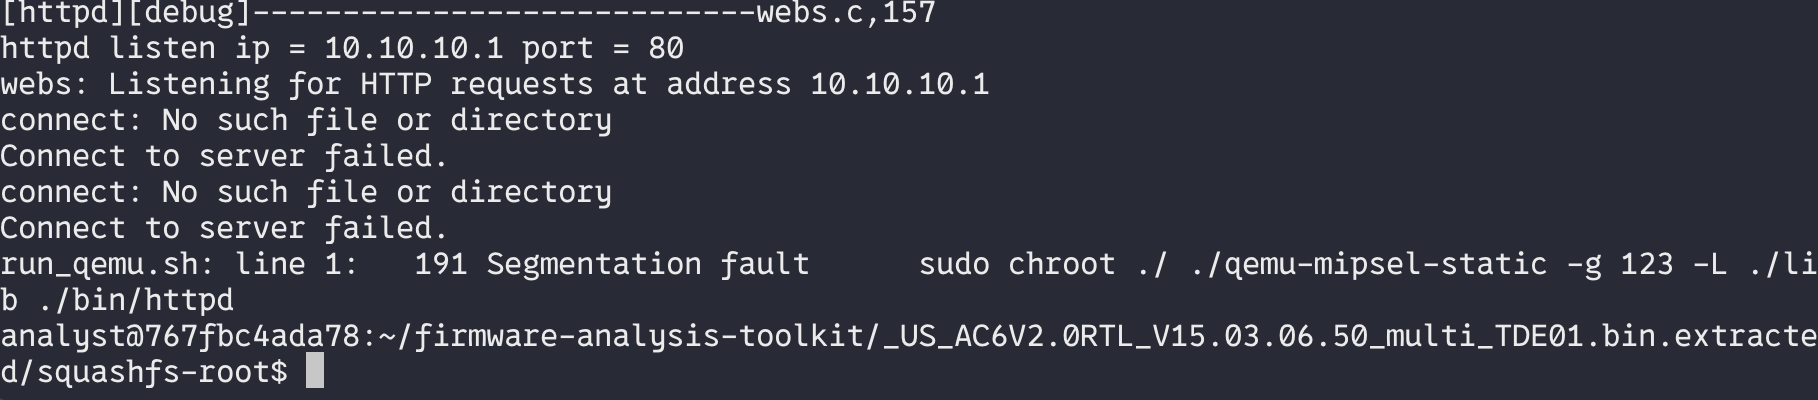 [httpd][debug]----------------------------webs.c,157
httpd listen ip = 10.10.10.1 port = 80
webs: Listening for HTTP requests at address 10.10.10.1
connect: No such file or directory
Connect to server failed.
connect: No such file or directory
Connect to server failed.
run_qemu.sh: line 1:   191 Segmentation fault      sudo chroot ./ ./qemu-mipsel-static -g 123 -L ./li
b ./bin/httpd
analyst@767fbc4ada78:~/firmware-analysis-toolkit/_US_AC6V2.0RTL_V15.03.06.50_multi_TDE01.bin.extracte
d/squashfs-root$